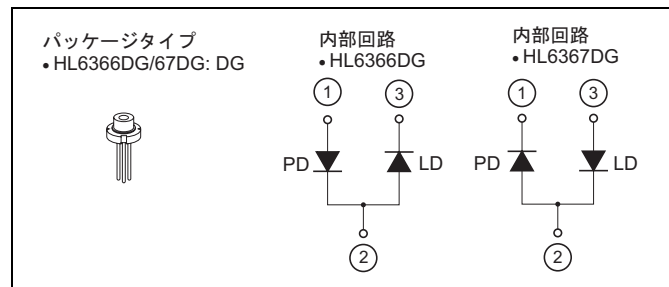 パッケージタイプ
• HL6366DG/67DG: DG
内部回路
• HL6366DG
1 3
PD LD
2
内部回路
• HL6367DG
1 3
PD LD
2